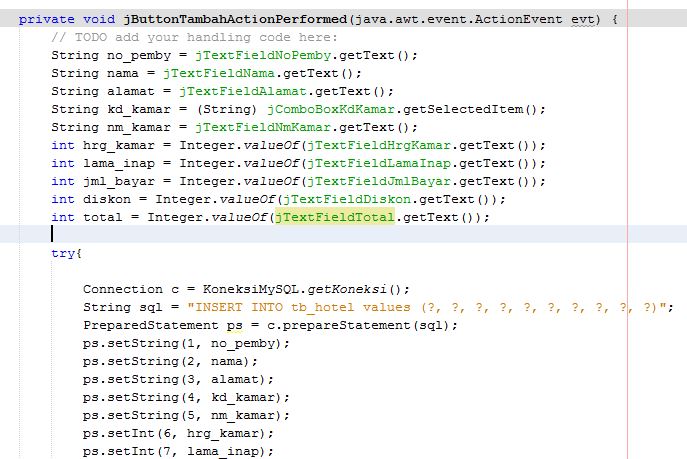 private void jButtonTambahActionPerformed(java.awt.event.ActionEvent evt) {
// TODO add your handling code here:
String no_pemby = jTextFieldNoPemby.getText();
String nama = jTextFieldNama.getText();
String alamat = jTextFieldAlamat.getText();
String kd_kamar = (String) jComboBoxKdKamar.getSelectedItem();
String nm_kamar = jTextFieldNmKamar.getText();
int hrg_kamar = Integer.valueOf(jTextFieldHrgKamar.getText());
int lama_inap = Integer.valueOf(jTextFieldLamaInap.getText());
int jml_bayar = Integer.valueOf(jTextFieldJmlBayar.getText());
int diskon = Integer.valueOf(jTextFieldDiskon.getText());
int total = Integer.valueOf(jTextFieldTotal.getText());
try{
Connection c = KoneksiMySQL.getKoneksi();
String sql = "INSERT INTO tb_hotel values (?, ?, ?, ?, ?, ?, ?, ?, ?, ?)";
PreparedStatement ps = c.prepareStatement(sql);
ps.setString(1, no_pemby);
ps.setString(2, nama);
ps.setString(3, alamat);
ps.setString(4, kd_kamar);
ps.setString(5, nm_kamar);
ps.setInt(6, hrg_kamar);
ps.setInt(7, lama_inap);